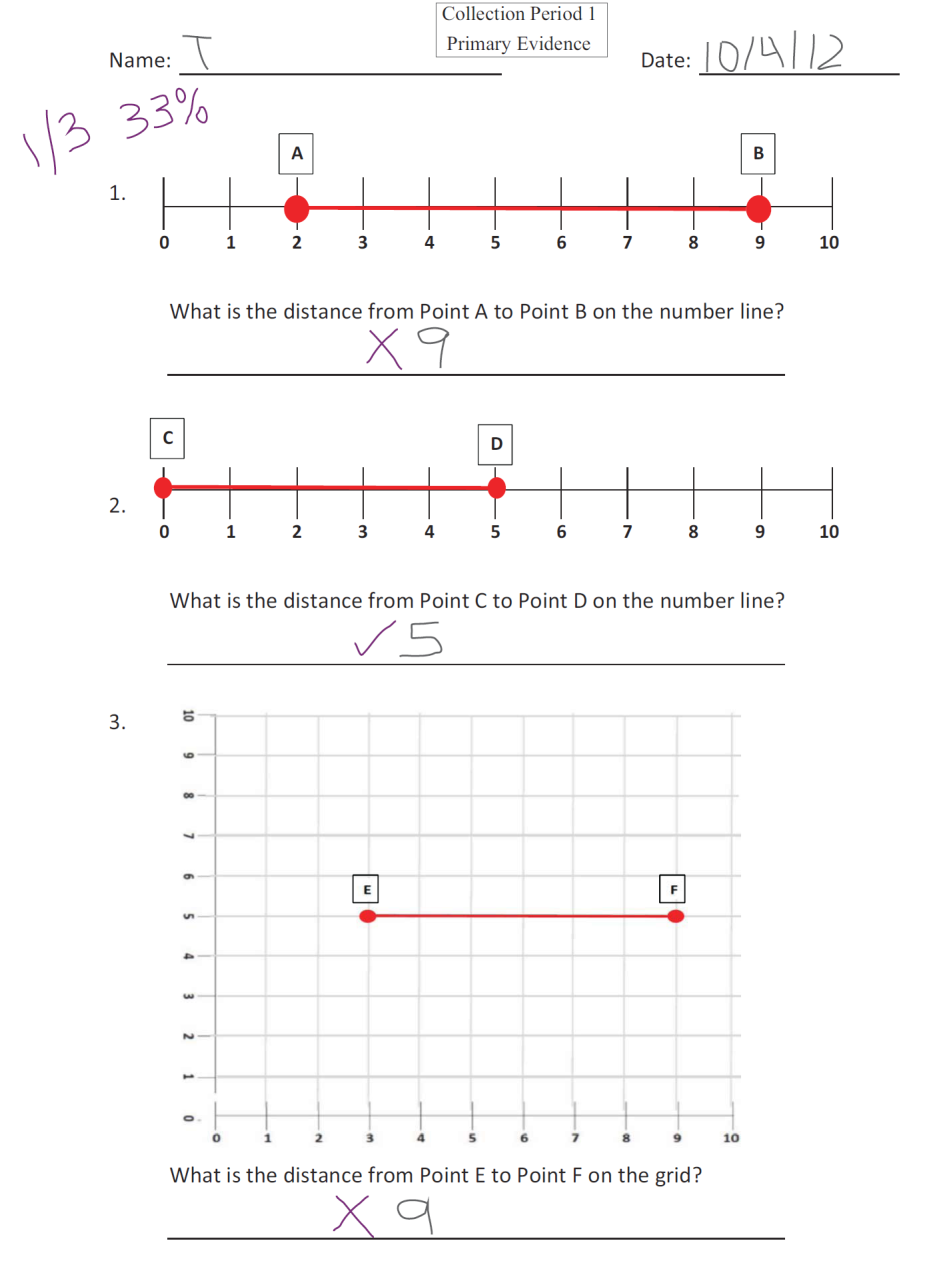 Collection Period 1
Primary Evidence
Name: T
Date: 10/4/12
1/3 33%
A B
1.
0 1 2 3 4 5 6 7 8 9 10
What is the distance from Point A to Point B on the number line?
X 9
C D
2.
0 1 2 3 4 5 6 7 8 9 10
What is the distance from Point C to Point D on the number line?
✓ 5
3.
10
9
8
7
6
E F
5
4
3
2
1
0
0 1 2 3 4 5 6 7 8 9 10
What is the distance from Point E to Point F on the grid?
X 9